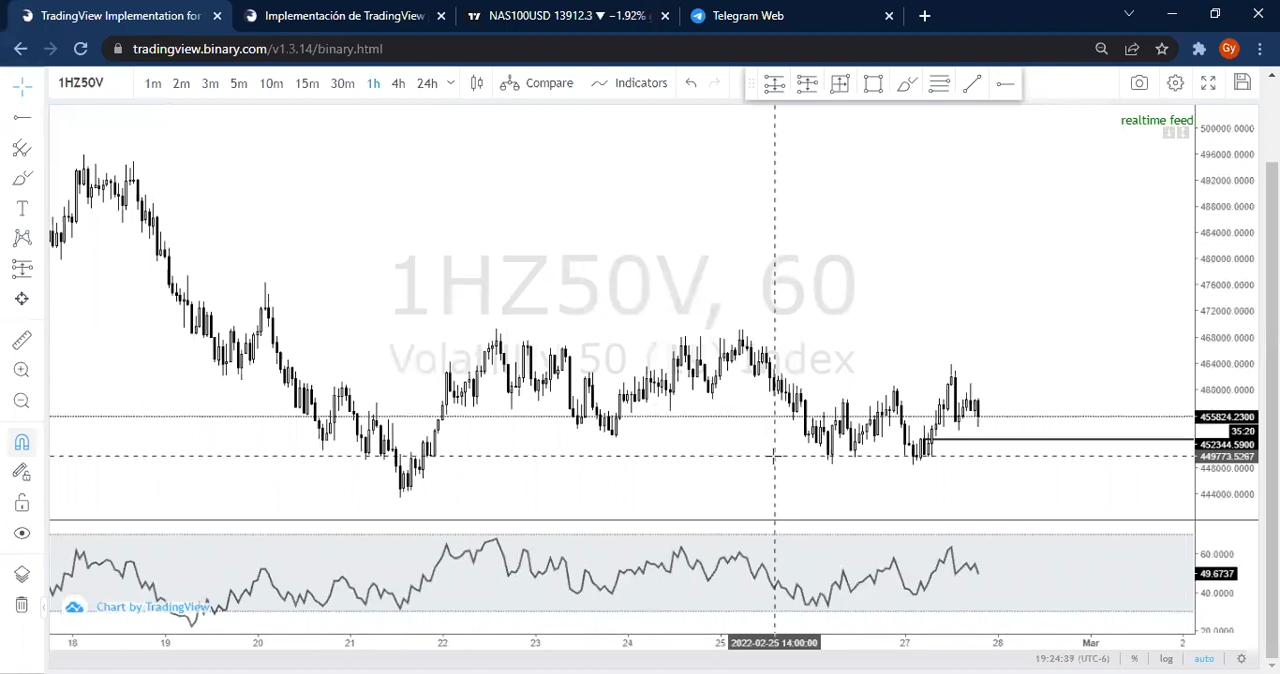 TradingView Implementation for
Implementación de TradingView
NAS100USD 13912.3 ▼ −1.92%
Telegram Web
tradingview.binary.com/v1.3.14/binary.html
Gy
1HZ50V
1m 2m 3m 5m 10m 15m 30m 1h 4h 24h
Compare
Indicators
realtime feed
1HZ50V, 60
Volatility 50 (1s) Index
500000.0000
496000.0000
492000.0000
488000.0000
484000.0000
480000.0000
476000.0000
472000.0000
468000.0000
464000.0000
460000.0000
455824.2300
35:20
452344.5900
449773.5267
448000.0000
444000.0000
60.0000
49.6737
40.0000
20.0000
Chart by TradingView
18 19 20 21 22 23 24 25 2022-02-25 14:00:00 27 28 Mar 2
19:24:39 (UTC-6) % log auto